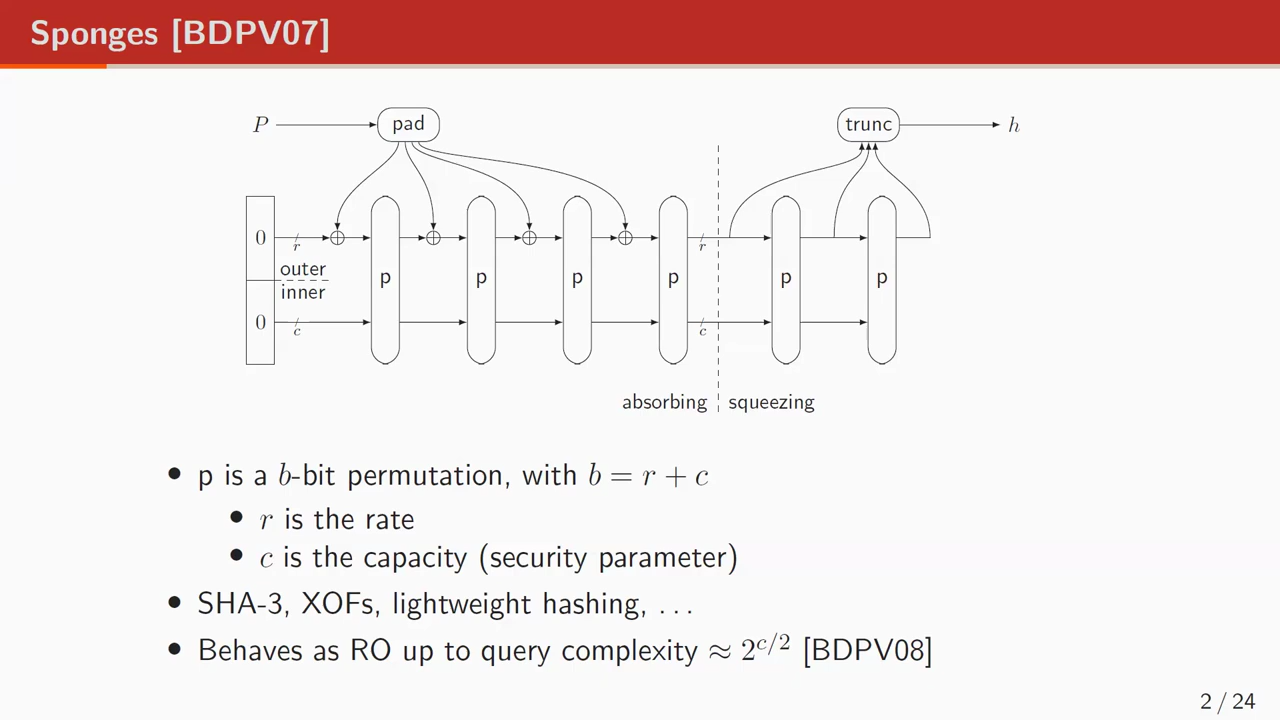 Sponges [BDPV07]
P pad trunc h
0 r r
outer
inner
p p p p p p
0 c c
absorbing squeezing
• p is a b-bit permutation, with b = r + c
• r is the rate
• c is the capacity (security parameter)
• SHA-3, XOFs, lightweight hashing, . . .
• Behaves as RO up to query complexity ≈ 2^{c/2} [BDPV08]
2 / 24